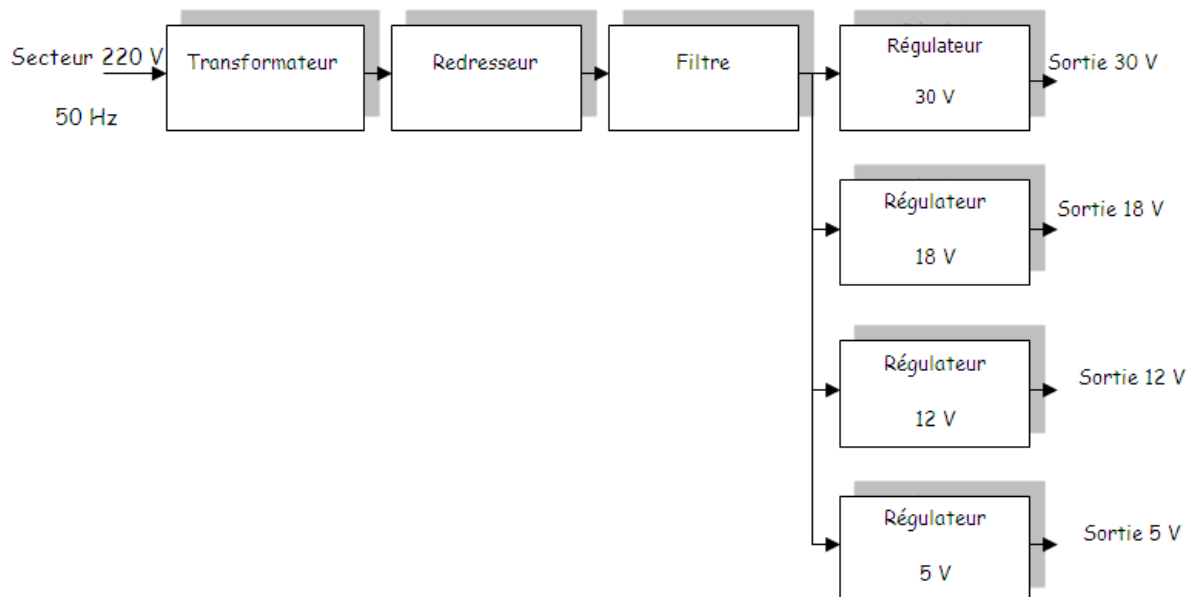 Secteur 220 V
50 Hz
Transformateur
Redresseur
Filtre
Régulateur
30 V
Sortie 30 V
Régulateur
18 V
Sortie 18 V
Régulateur
12 V
Sortie 12 V
Régulateur
5 V
Sortie 5 V